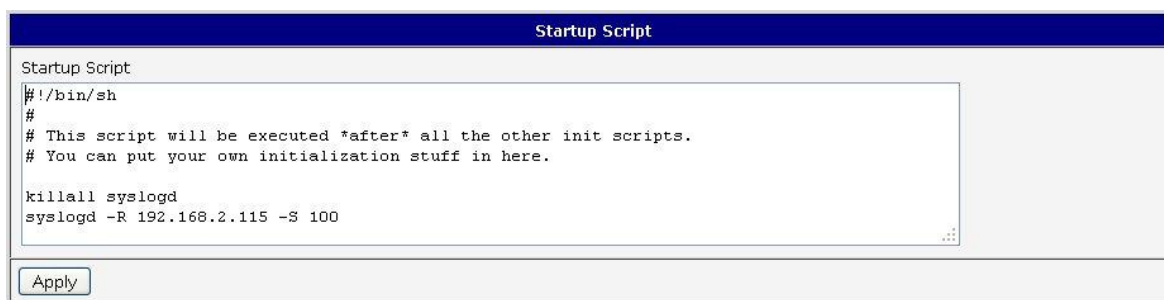 Startup Script
Startup Script
#!/bin/sh
#
# This script will be executed *after* all the other init scripts.
# You can put your own initialization stuff in here.
killall syslogd
syslogd -R 192.168.2.115 -S 100
Apply